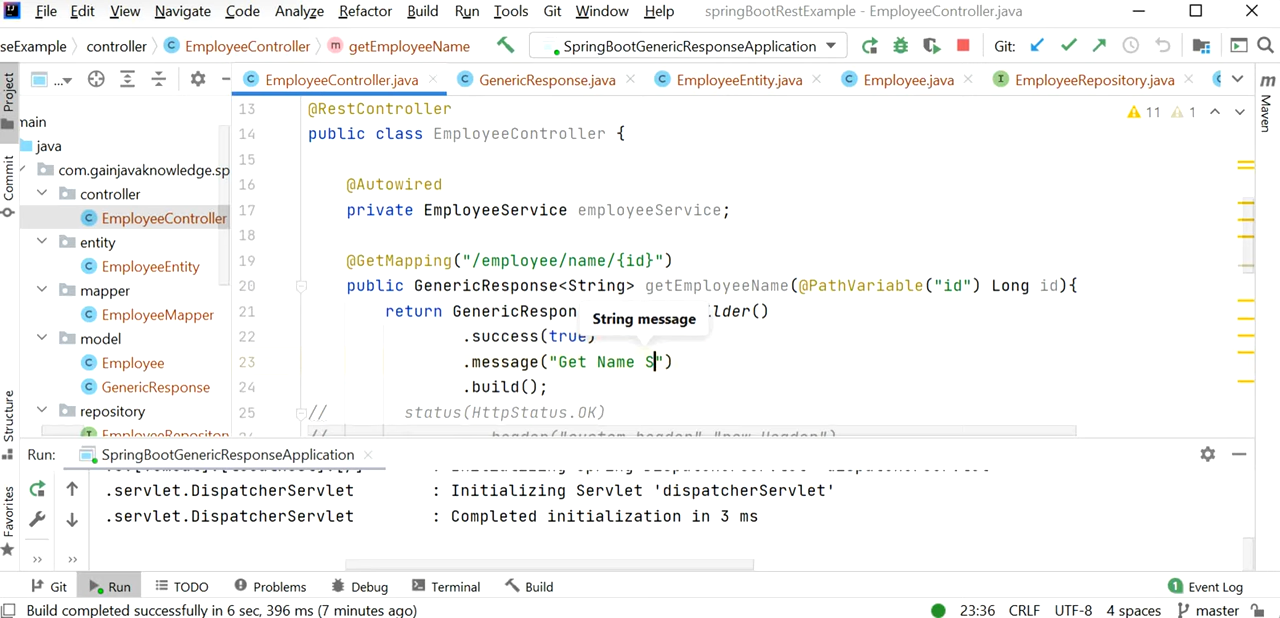 File Edit View Navigate Code Analyze Refactor Build Run Tools Git Window Help springBootRestExample - EmployeeController.java
seExample controller EmployeeController getEmployeeName SpringBootGenericResponseApplication Git:
... EmployeeController.java GenericResponse.java EmployeeEntity.java Employee.java EmployeeRepository.java
Project
Commit
Structure
Favorites
Maven
main
java
com.gainjavaknowledge.sp
controller
EmployeeController
entity
EmployeeEntity
mapper
EmployeeMapper
model
Employee
GenericResponse
repository
11 1
13 @RestController
14 public class EmployeeController {
15
16 @Autowired
17 private EmployeeService employeeService;
18
19 @GetMapping("/employee/name/{id}")
20 public GenericResponse<String> getEmployeeName(@PathVariable("id") Long id){
21 return GenericRespon lder()
String message
22 .success(true)
23 .message("Get Name S")
24 .build();
25 // status(HttpStatus.OK)
Run: SpringBootGenericResponseApplication
.servlet.DispatcherServlet : Initializing Servlet 'dispatcherServlet'
.servlet.DispatcherServlet : Completed initialization in 3 ms
Git Run TODO Problems Debug Terminal Build 1 Event Log
Build completed successfully in 6 sec, 396 ms (7 minutes ago) 23:36 CRLF UTF-8 4 spaces master